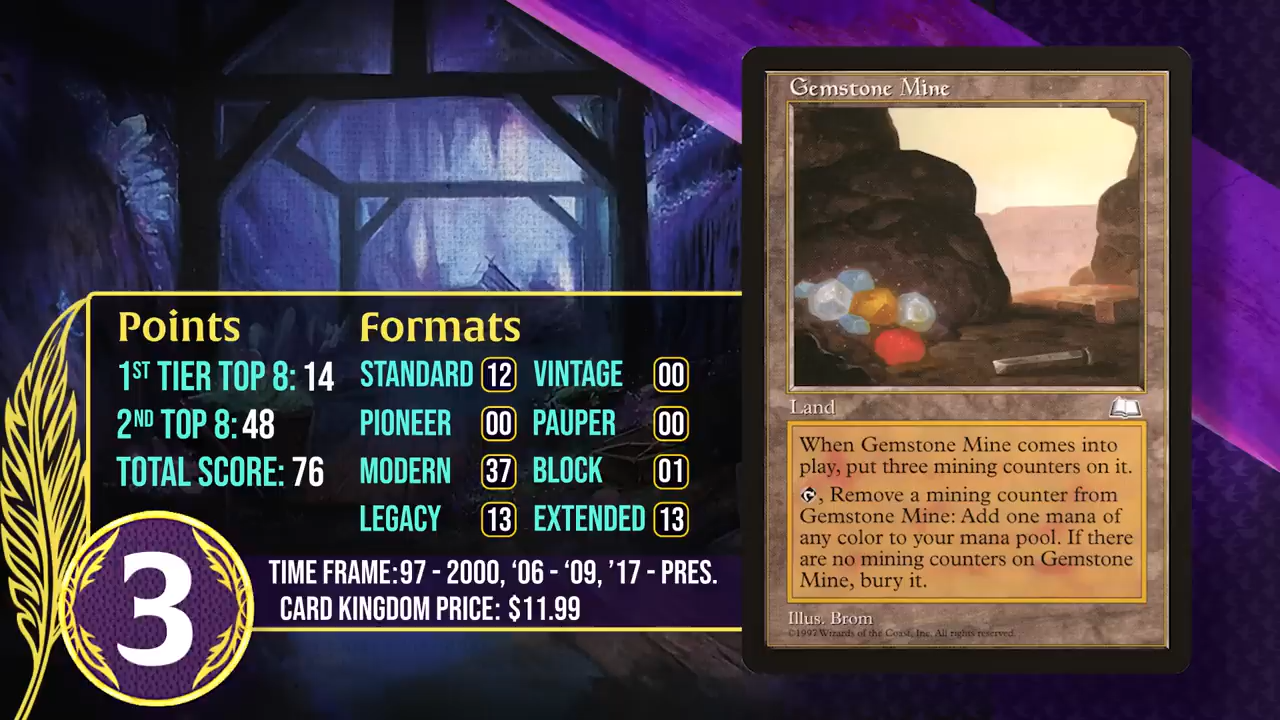 Points
1ST TIER TOP 8: 14
2ND TOP 8: 48
TOTAL SCORE: 76
Formats
STANDARD 12 VINTAGE 00
PIONEER 00 PAUPER 00
MODERN 37 BLOCK 01
LEGACY 13 EXTENDED 13
3
TIME FRAME:97 - 2000, ‘06 - ‘09, ’17 - PRES.
CARD KINGDOM PRICE: $11.99
Gemstone Mine
Land
When Gemstone Mine comes into
play, put three mining counters on it.
, Remove a mining counter from
Gemstone Mine: Add one mana of
any color to your mana pool. If there
are no mining counters on Gemstone
Mine, bury it.
Illus. Brom
©1997 Wizards of the Coast, Inc. All rights reserved.